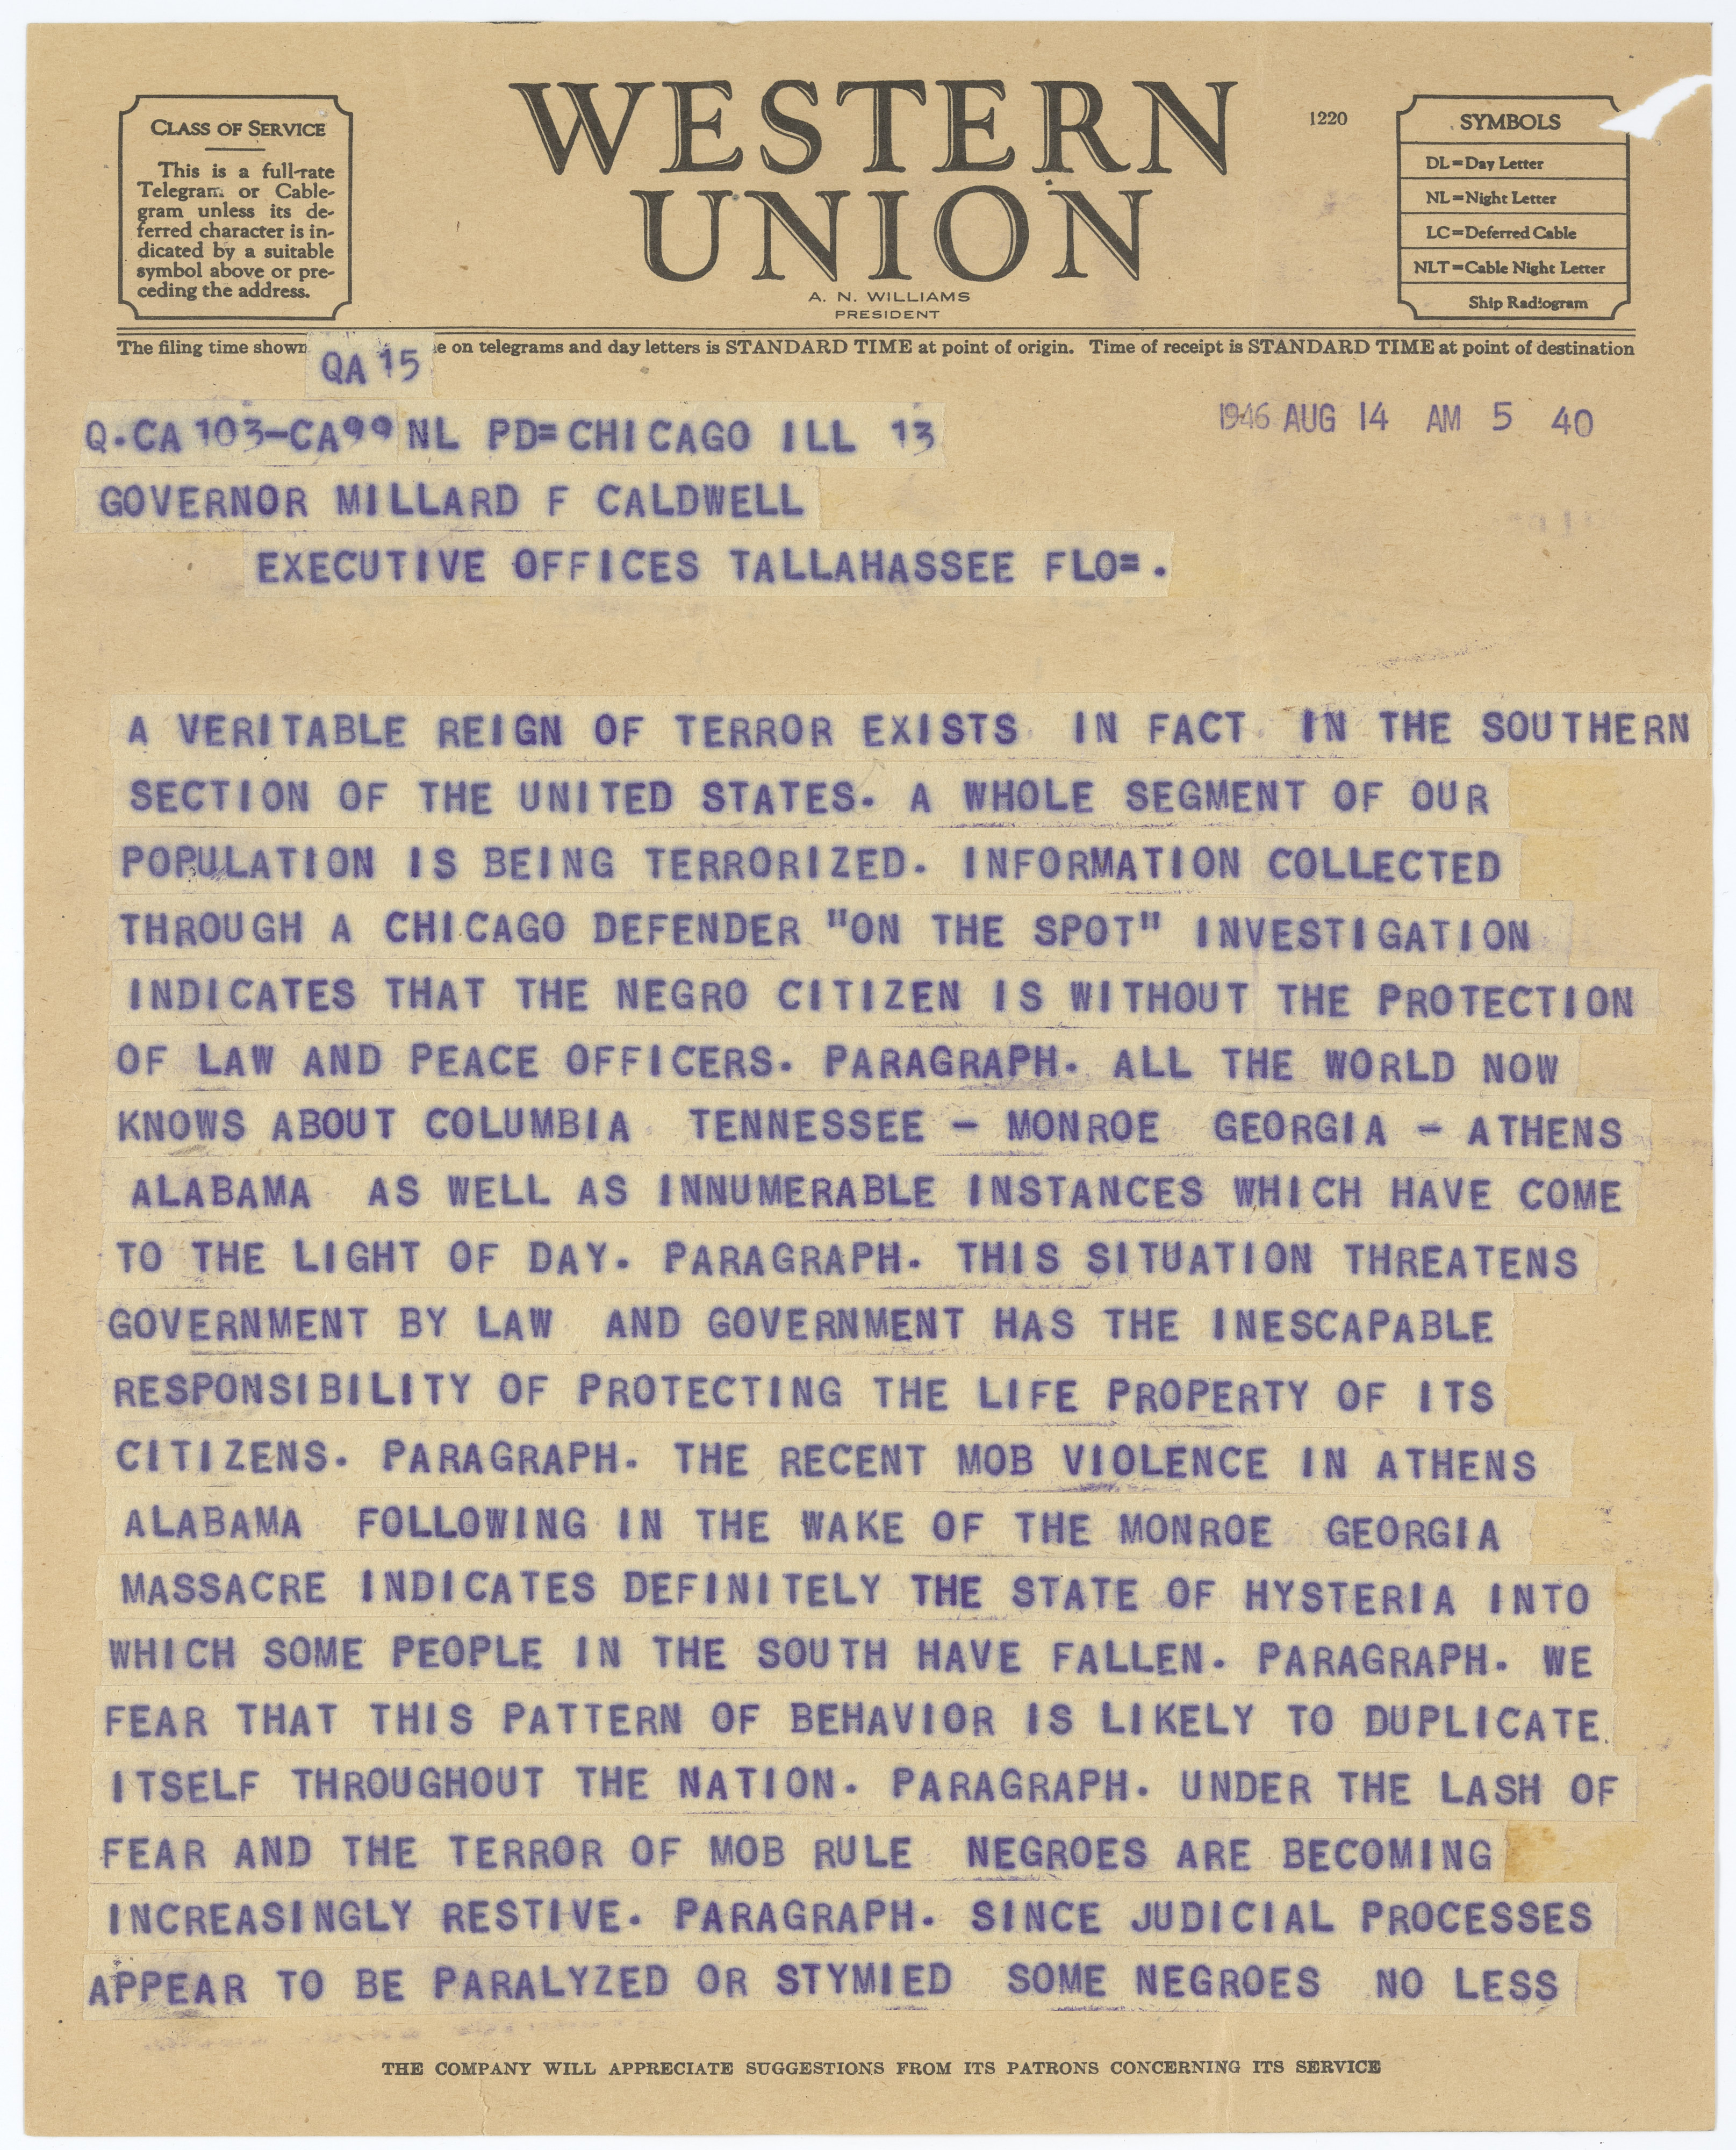 CLASS OF SERVICE
This is a full-rate
Telegram or Cable-
gram unless its de-
ferred character is in-
dicated by a suitable
symbol above or pre-
ceding the address.
WESTERN
UNION
A. N. WILLIAMS
PRESIDENT
1220
SYMBOLS
DL=Day Letter
NL=Night Letter
LC=Deferred Cable
NLT=Cable Night Letter
Ship Radiogram
The filing time shown e on telegrams and day letters is STANDARD TIME at point of origin. Time of receipt is STANDARD TIME at point of destination
QA 15
1946 AUG 14 AM 5 40
Q.CA 103-CA99 NL PD=CHICAGO ILL 13
GOVERNOR MILLARD F CALDWELL
EXECUTIVE OFFICES TALLAHASSEE FLO=.
A VERITABLE REIGN OF TERROR EXISTS IN FACT IN THE SOUTHERN
SECTION OF THE UNITED STATES. A WHOLE SEGMENT OF OUR
POPULATION IS BEING TERRORIZED. INFORMATION COLLECTED
THROUGH A CHICAGO DEFENDER "ON THE SPOT" INVESTIGATION
INDICATES THAT THE NEGRO CITIZEN IS WITHOUT THE PROTECTION
OF LAW AND PEACE OFFICERS. PARAGRAPH. ALL THE WORLD NOW
KNOWS ABOUT COLUMBIA TENNESSEE - MONROE GEORGIA - ATHENS
ALABAMA AS WELL AS INNUMERABLE INSTANCES WHICH HAVE COME
TO THE LIGHT OF DAY. PARAGRAPH. THIS SITUATION THREATENS
GOVERNMENT BY LAW AND GOVERNMENT HAS THE INESCAPABLE
RESPONSIBILITY OF PROTECTING THE LIFE PROPERTY OF ITS
CITIZENS. PARAGRAPH. THE RECENT MOB VIOLENCE IN ATHENS
ALABAMA FOLLOWING IN THE WAKE OF THE MONROE GEORGIA
MASSACRE INDICATES DEFINITELY THE STATE OF HYSTERIA INTO
WHICH SOME PEOPLE IN THE SOUTH HAVE FALLEN. PARAGRAPH. WE
FEAR THAT THIS PATTERN OF BEHAVIOR IS LIKELY TO DUPLICATE
ITSELF THROUGHOUT THE NATION. PARAGRAPH. UNDER THE LASH OF
FEAR AND THE TERROR OF MOB RULE NEGROES ARE BECOMING
INCREASINGLY RESTIVE. PARAGRAPH. SINCE JUDICIAL PROCESSES
APPEAR TO BE PARALYZED OR STYMIED SOME NEGROES NO LESS
THE COMPANY WILL APPRECIATE SUGGESTIONS FROM ITS PATRONS CONCERNING ITS SERVICE